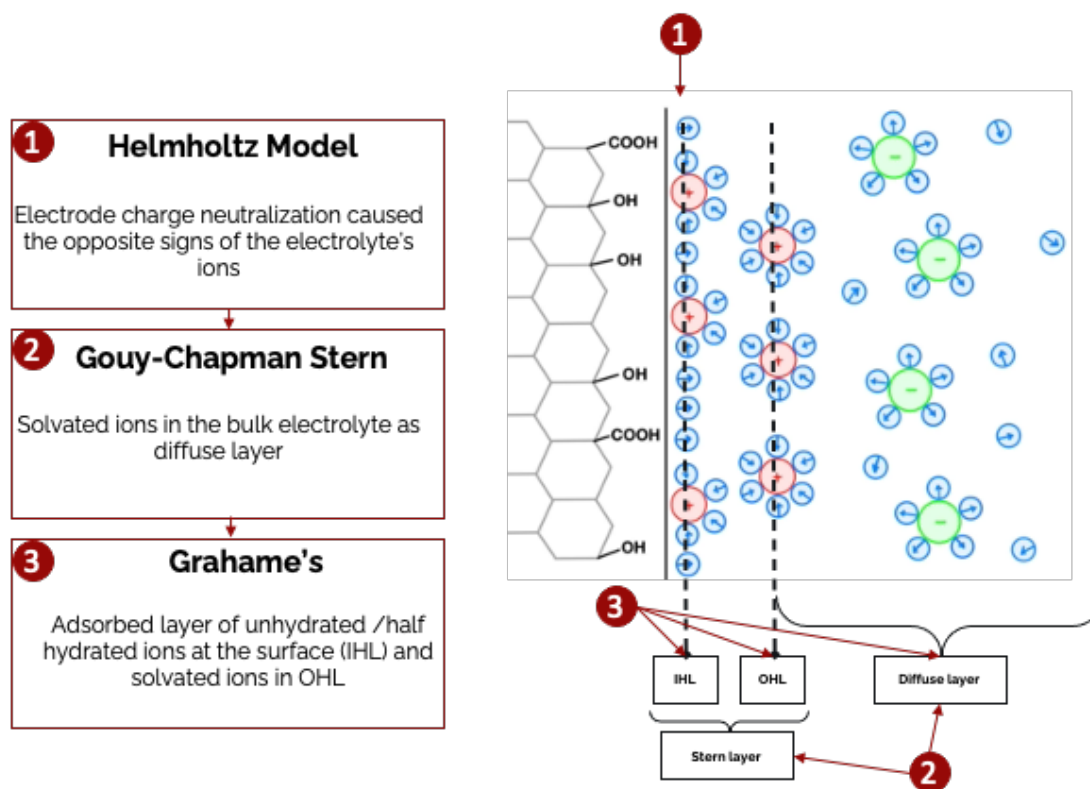 1
Helmholtz Model
Electrode charge neutralization caused
the opposite signs of the electrolyte's
ions
2
Gouy-Chapman Stern
Solvated ions in the bulk electrolyte as
diffuse layer
3
Grahame's
Adsorbed layer of unhydrated /half
hydrated ions at the surface (IHL) and
solvated ions in OHL
1
COOH
OH
OH
OH
COOH
OH
+
+
+
+
+
+
-
-
-
-
3
IHL
OHL
Diffuse layer
Stern layer
2